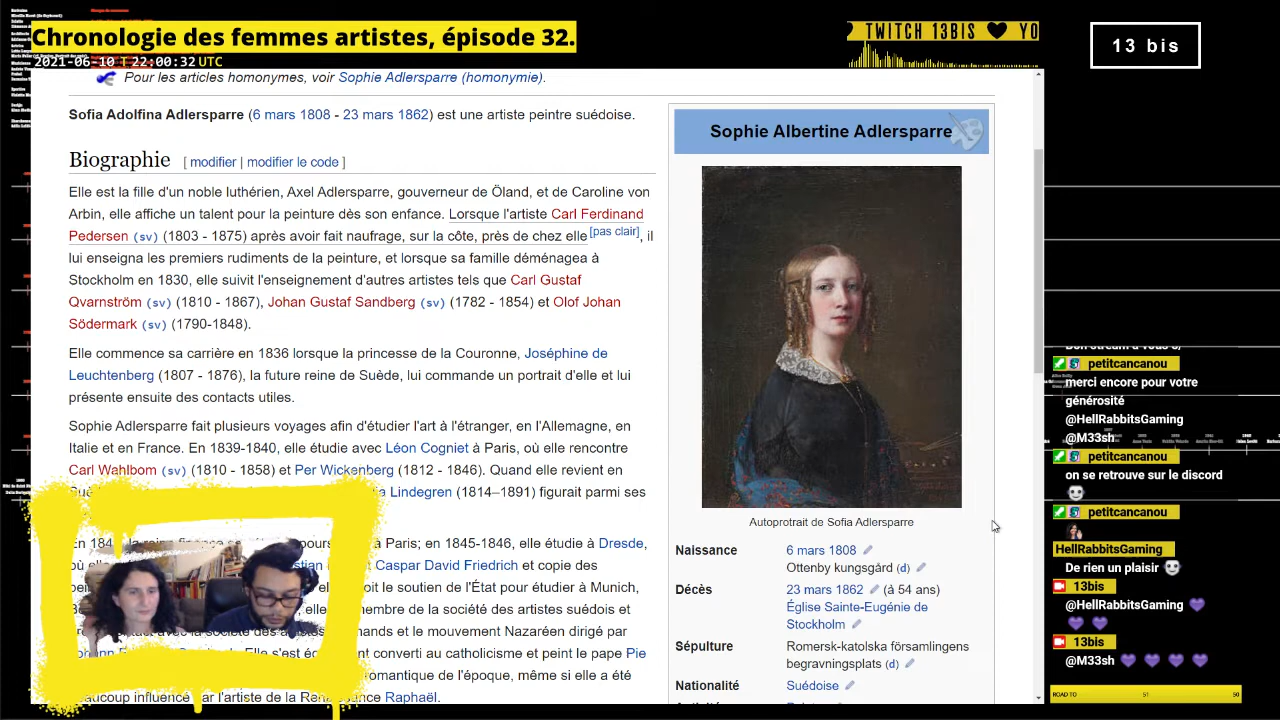 Chronologie des femmes artistes, épisode 32.
2021-06-10 T 22:00:32 UTC
TWITCH 13BIS ♥ YO
13 bis
Pour les articles homonymes, voir Sophie Adlersparre (homonymie).
Sofia Adolfina Adlersparre (6 mars 1808 - 23 mars 1862) est une artiste peintre suédoise.
Biographie [ modifier | modifier le code ]
Elle est la fille d'un noble luthérien, Axel Adlersparre, gouverneur de Öland, et de Caroline von
Arbin, elle affiche un talent pour la peinture dès son enfance. Lorsque l'artiste Carl Ferdinand
Pedersen (sv) (1803 - 1875) après avoir fait naufrage, sur la côte, près de chez elle[pas clair], il
lui enseigna les premiers rudiments de la peinture, et lorsque sa famille déménagea à
Stockholm en 1830, elle suivit l'enseignement d'autres artistes tels que Carl Gustaf
Qvarnström (sv) (1810 - 1867), Johan Gustaf Sandberg (sv) (1782 - 1854) et Olof Johan
Södermark (sv) (1790-1848).
Elle commence sa carrière en 1836 lorsque la princesse de la Couronne, Joséphine de
Leuchtenberg (1807 - 1876), la future reine de Suède, lui commande un portrait d'elle et lui
présente ensuite des contacts utiles.
Sophie Adlersparre fait plusieurs voyages afin d'étudier l'art à l'étranger, en l'Allemagne, en
Italie et en France. En 1839-1840, elle étudie avec Léon Cogniet à Paris, où elle rencontre
Carl Wahlbom (sv) (1810 - 1858) et Per Wickenberg (1812 - 1846). Quand elle revient en
Lindegren (1814–1891) figurait parmi ses
à Paris; en 1845-1846, elle étudie à Dresde,
Caspar David Friedrich et copie des
le soutien de l'État pour étudier à Munich,
membre de la société des artistes suédois et
et le mouvement Nazaréen dirigé par
au catholicisme et peint le pape Pie
romantique de l'époque, même si elle a été
influencé par l'artiste de la Renaissance Raphaël.
Sophie Albertine Adlersparre
Autoprotrait de Sofia Adlersparre
Naissance 6 mars 1808
Ottenby kungsgård (d)
Décès 23 mars 1862 (à 54 ans)
Église Sainte-Eugénie de
Stockholm
Sépulture Romersk-katolska församlingens
begravningsplats (d)
Nationalité Suédoise
petitcancanou
merci encore pour votre
générosité
@HellRabbitsGaming
@M33sh
petitcancanou
on se retrouve sur le discord
petitcancanou
HellRabbitsGaming
De rien un plaisir
13bis
@HellRabbitsGaming 💜
💜 💜
13bis
@M33sh 💜 💜 💜 💜
ROAD TO 51 50